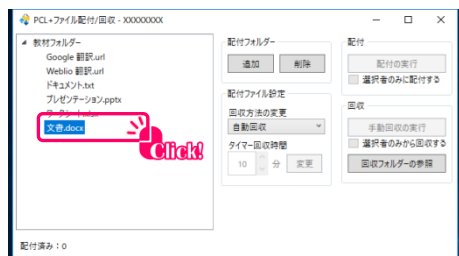 PCL+ファイル配付/回収 - XXXXXXXX
教材フォルダー
Google 翻訳.url
Weblio 翻訳.url
ドキュメント.txt
プレゼンテーション.pptx
文書.docx
Click!
配付済み：0
配付フォルダー
追加
削除
配付ファイル設定
回収方法の変更
自動回収
タイマー回収時間
10
分
変更
配付
配付の実行
選択者のみに配付する
回収
手動回収の実行
選択者のみから回収する
回収フォルダーの参照